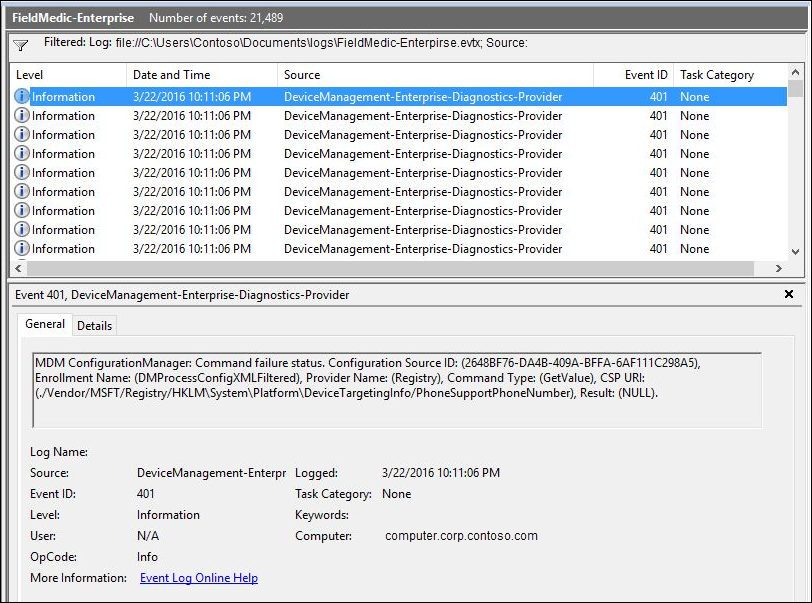 FieldMedic-Enterprise Number of events: 21,489
Filtered: Log: file://C:\Users\Contoso\Documents\logs\FieldMedic-Enterpirse.evtx; Source:
Level Date and Time Source Event ID Task Category
Information 3/22/2016 10:11:06 PM DeviceManagement-Enterprise-Diagnostics-Provider 401 None
Information 3/22/2016 10:11:06 PM DeviceManagement-Enterprise-Diagnostics-Provider 401 None
Information 3/22/2016 10:11:06 PM DeviceManagement-Enterprise-Diagnostics-Provider 401 None
Information 3/22/2016 10:11:06 PM DeviceManagement-Enterprise-Diagnostics-Provider 401 None
Information 3/22/2016 10:11:06 PM DeviceManagement-Enterprise-Diagnostics-Provider 401 None
Information 3/22/2016 10:11:06 PM DeviceManagement-Enterprise-Diagnostics-Provider 401 None
Information 3/22/2016 10:11:06 PM DeviceManagement-Enterprise-Diagnostics-Provider 401 None
Information 3/22/2016 10:11:06 PM DeviceManagement-Enterprise-Diagnostics-Provider 401 None
Information 3/22/2016 10:11:06 PM DeviceManagement-Enterprise-Diagnostics-Provider 401 None
Event 401, DeviceManagement-Enterprise-Diagnostics-Provider
General Details
MDM ConfigurationManager: Command failure status. Configuration Source ID: (2648BF76-DA4B-409A-BFFA-6AF111C298A5),
Enrollment Name: (DMProcessConfigXMLFiltered), Provider Name: (Registry), Command Type: (GetValue), CSP URI:
(./Vendor/MSFT/Registry/HKLM\System\Platform\DeviceTargetingInfo/PhoneSupportPhoneNumber), Result: (NULL).
Log Name:
Source: DeviceManagement-Enterpr Logged: 3/22/2016 10:11:06 PM
Event ID: 401 Task Category: None
Level: Information Keywords:
User: N/A Computer: computer.corp.contoso.com
OpCode: Info
More Information: Event Log Online Help